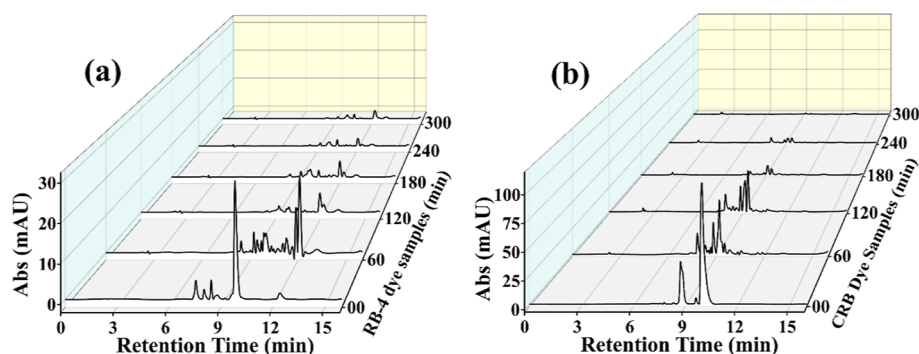 (a)
Abs (mAU)
30
20
10
0
0 3 6 9 12 15
Retention Time (min)
00
60
120
180
240
300
RB-4 dye samples (min)
(b)
Abs (mAU)
100
75
50
25
0
0 3 6 9 12 15
Retention Time (min)
00
60
120
180
240
300
CRB Dye Samples (min)